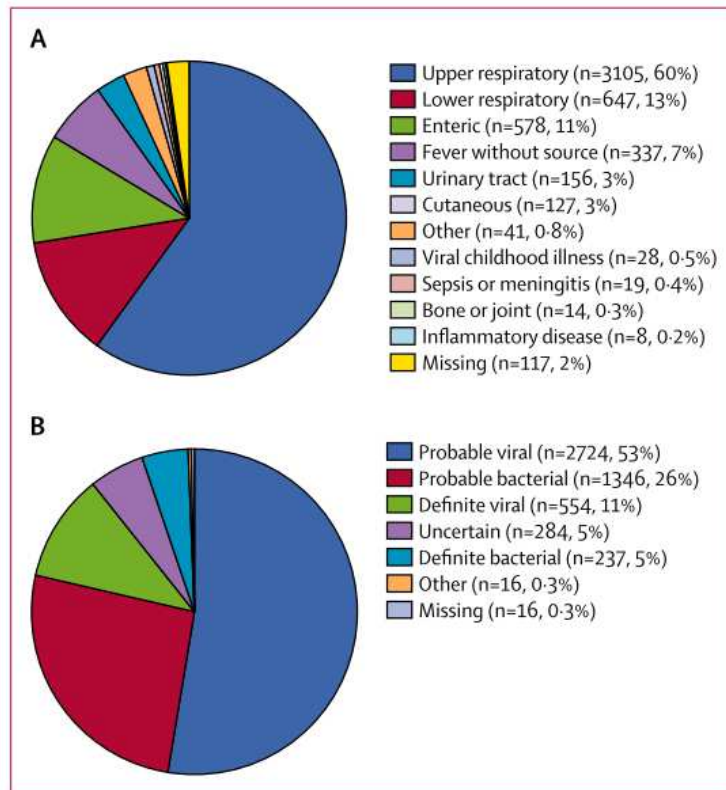 A
Upper respiratory (n=3105, 60%)
Lower respiratory (n=647, 13%)
Enteric (n=578, 11%)
Fever without source (n=337, 7%)
Urinary tract (n=156, 3%)
Cutaneous (n=127, 3%)
Other (n=41, 0·8%)
Viral childhood illness (n=28, 0·5%)
Sepsis or meningitis (n=19, 0·4%)
Bone or joint (n=14, 0·3%)
Inflammatory disease (n=8, 0·2%)
Missing (n=117, 2%)
B
Probable viral (n=2724, 53%)
Probable bacterial (n=1346, 26%)
Definite viral (n=554, 11%)
Uncertain (n=284, 5%)
Definite bacterial (n=237, 5%)
Other (n=16, 0·3%)
Missing (n=16, 0·3%)